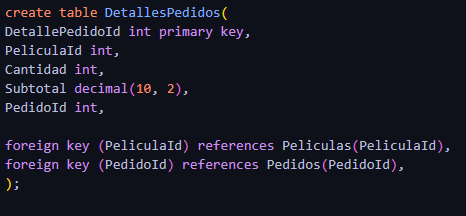 create table DetallesPedidos(
DetallePedidoId int primary key,
PeliculaId int,
Cantidad int,
Subtotal decimal(10, 2),
PedidoId int,
foreign key (PeliculaId) references Peliculas(PeliculaId),
foreign key (PedidoId) references Pedidos(PedidoId),
);